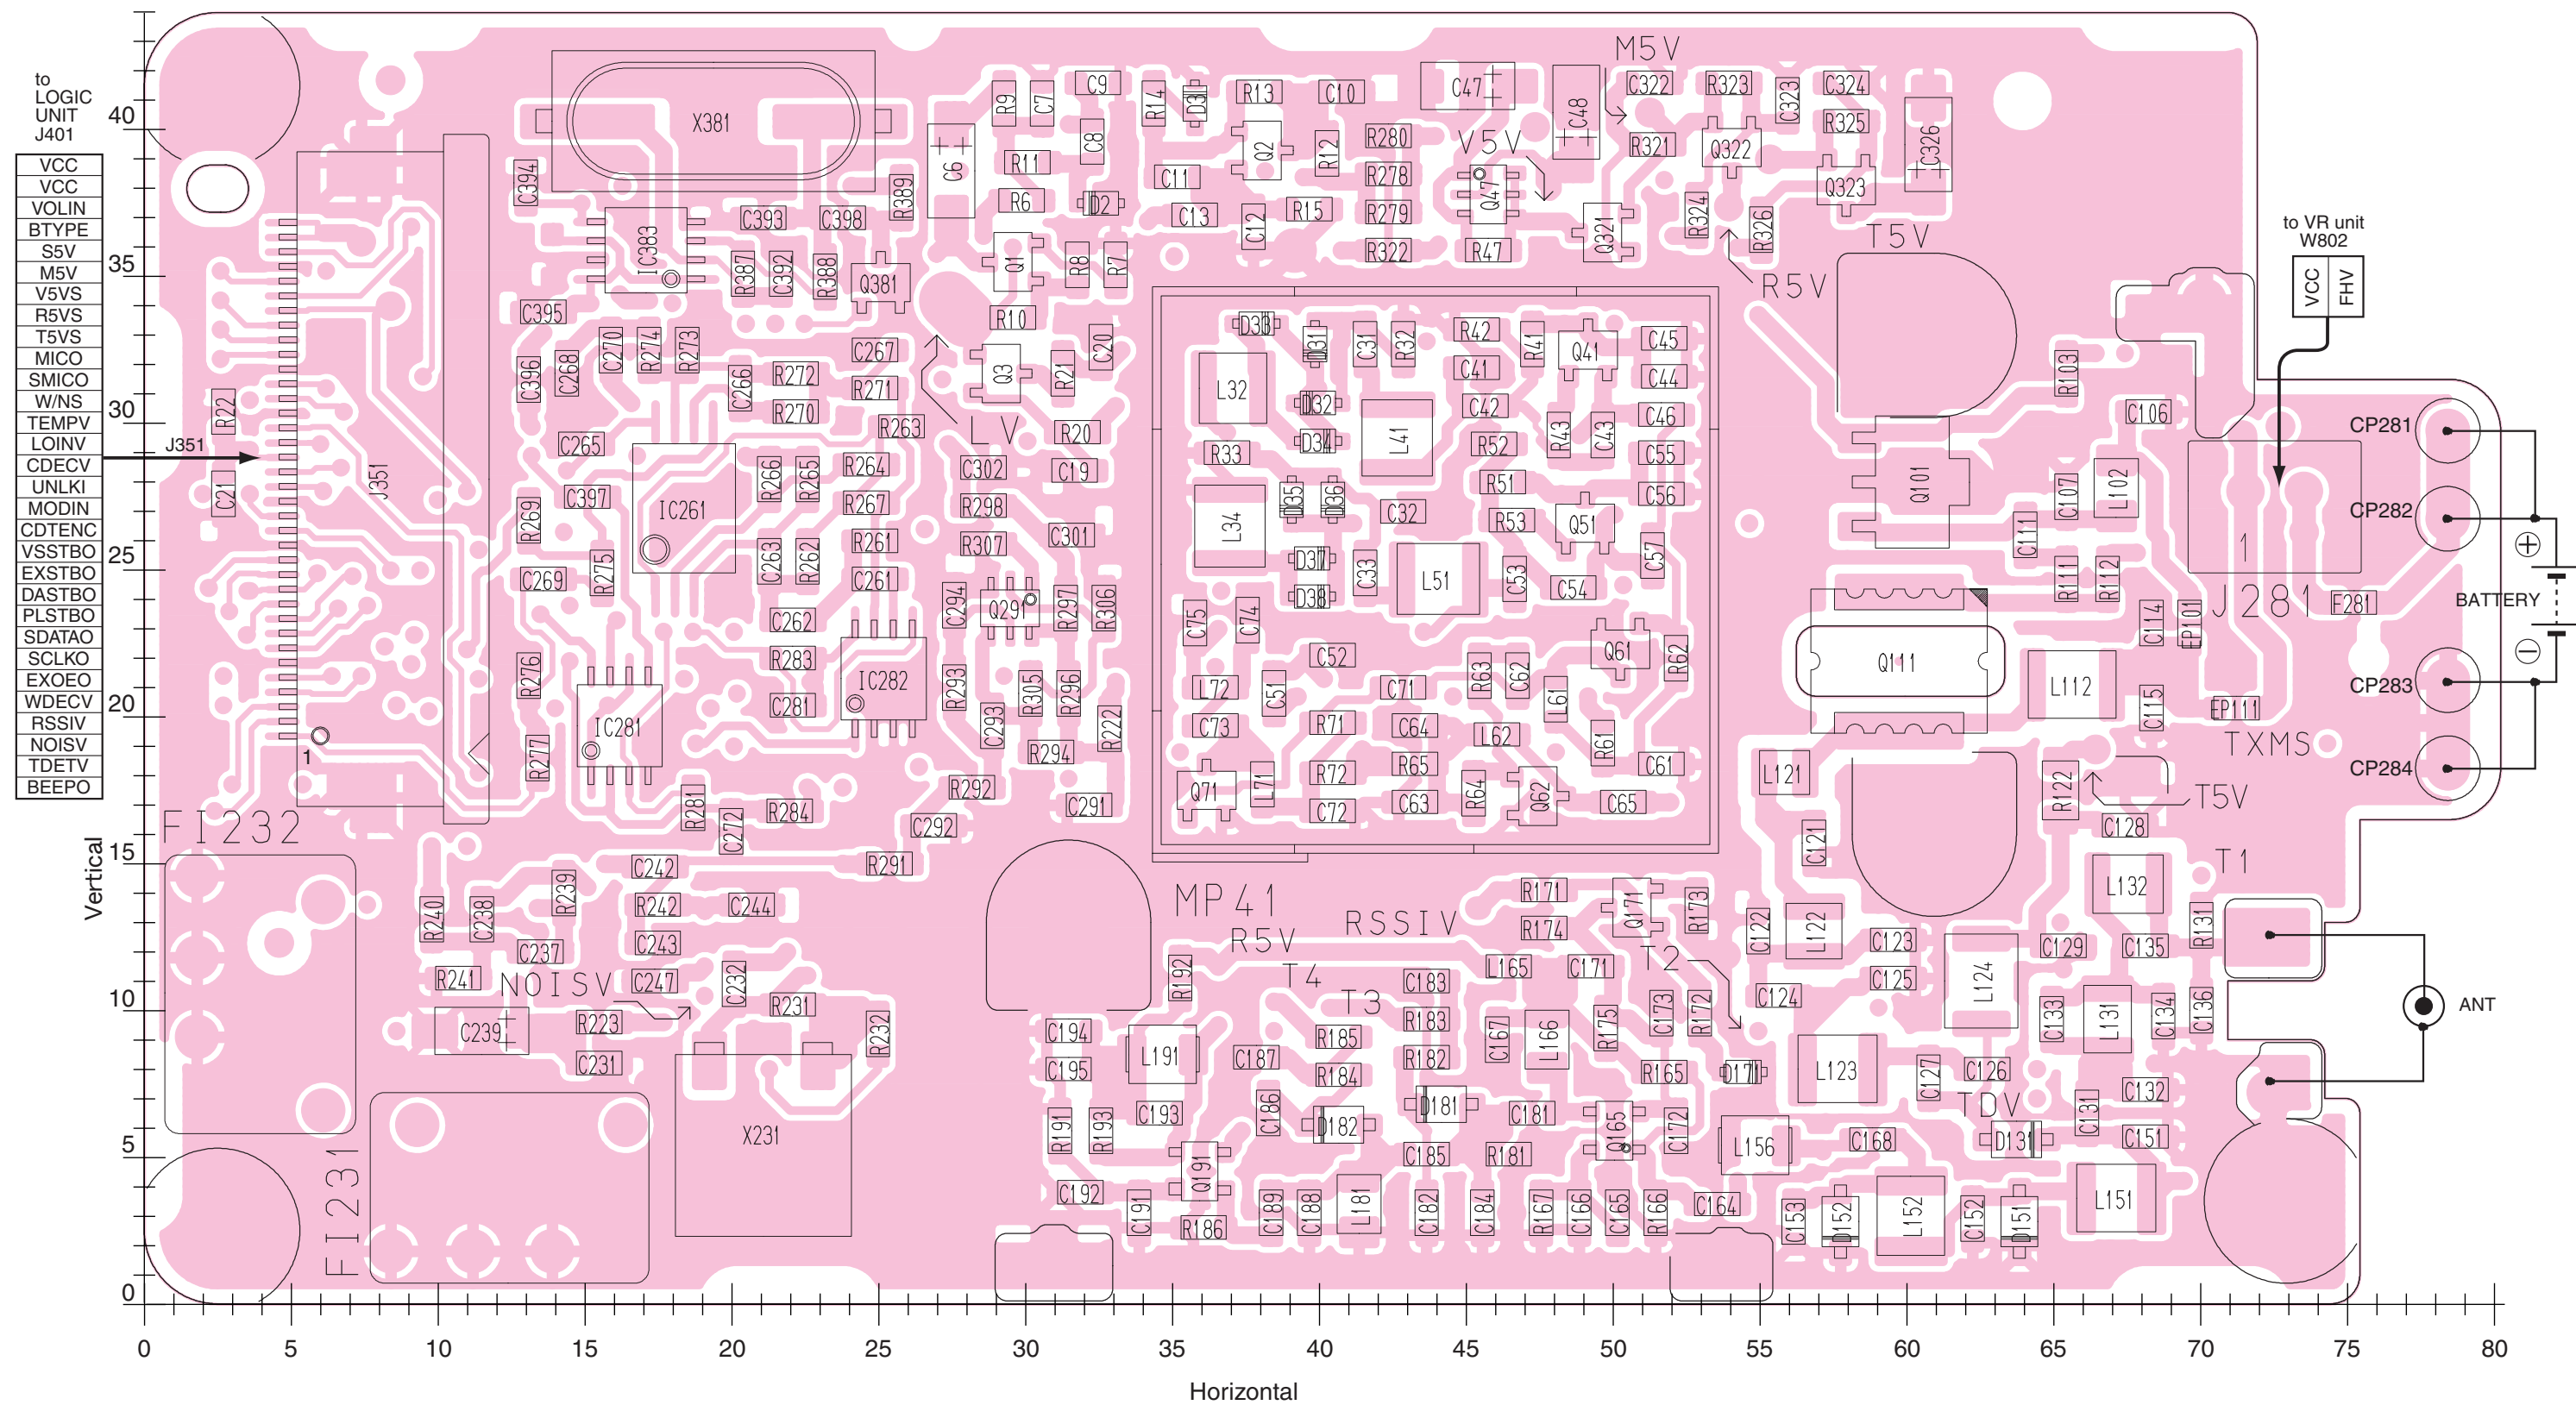 to
LOGIC
UNIT
J401
VCC
VCC
VOLIN
BTYPE
S5V
M5V
V5VS
R5VS
T5VS
MICO
SMICO
W/NS
TEMPV
LOINV
CDECV
UNLKI
MODIN
CDTENC
VSSTBO
EXSTBO
DASTBO
PLSTBO
SDATAO
SCLKO
EXOEO
WDECV
RSSIV
NOISV
TDETV
BEEPO
J351
J351
1
Vertical
40
35
30
25
20
15
10
5
0
0 5 10 15 20 25 30 35 40 45 50 55 60 65 70 75 80
Horizontal
to VR unit
W802
VCC
FHV
CP281
CP282
CP283
CP284
BATTERY
ANT
M5V
V5V
R5V
T5V
LV
J281
1
TXMS
T5V
T1
MP41
RSSIV
R5V
T4
T3
T2
TDV
NOISV
FI232
FI231
X381
C394
R389
C393 C398
IC383
R387 C392 R388
Q381
C395
C6
R9 C7 C9 C8 R14 D3 R13 C10
R11 R6 D2 C11 C13 Q2 R12 R15 C12
Q1 R8 R7 R10
R280 R278 R279 R322
C47 C48 Q47 R47
C322 R323 C323 C324 R325 R321 Q322 Q323 C326
R324 R326 Q321
C396 C268 C270 R274 R273 C267
C266 R272 R271 R270 R263
Q3 R21 C20 R20 C19
R22 C21
C265 C397 IC261 R266 R265 R264 R267
C302 R298 R307 C301
R269 C269 R275 C263 R262 R261 C261
C294 Q291 R297 R306
C262 R283 C281 IC282
R276 IC281 R277
R293 C293 R305 R296 R222 R294
R292 C291 C292 R291
R281 C272 R284
D33 D31 C31 R32 R42 R41 Q41 C45
L32 C41 C44
D32 L41 C42 R43 C43 C46
R33 D34 R52 C55
L34 D35 D36 C32 R51 R53 Q51 C56
D37 C33 L51 C53 C54 C57
D38
C75 C74 C52 R63 C62 Q61 R62
L72 C51 C71 L61
C73 R71 C64 L62 R61
Q71 L71 R72 R65 R64 Q62 C61
C72 C63 C65
Q101 R103 C106 C107 L102
C111 R111 R112
C114 EP101 F281
Q111 L112 C115 EP111
L121 R122 C128
C121 L132
R240 C238 R239 C242 R242 C244
C237 C243
R241 C247 C232 R231
C239 R223 C231 R232
X231
R171 Q171 R173 R174
C122 L122 C123 C125 L124 C129 C135 R131
R192 L165 C171 C124
C194 C195 L191 C187 R185 R184
C183 R183 R182 C167 L166 R175 C173 R172
C133 L131 C134 C136
R165 D171 L123 C127 C126 C132
R191 R193 C193 C186 D182 D181 C181 Q165 C172
L156 C168 D131 C131 C151
C192 Q191 C185 R181
C191 R186 C189 C188 L181 C182 C184 R167 C166 C165 R166 C164
C153 D152 L152 C152 D151 L151